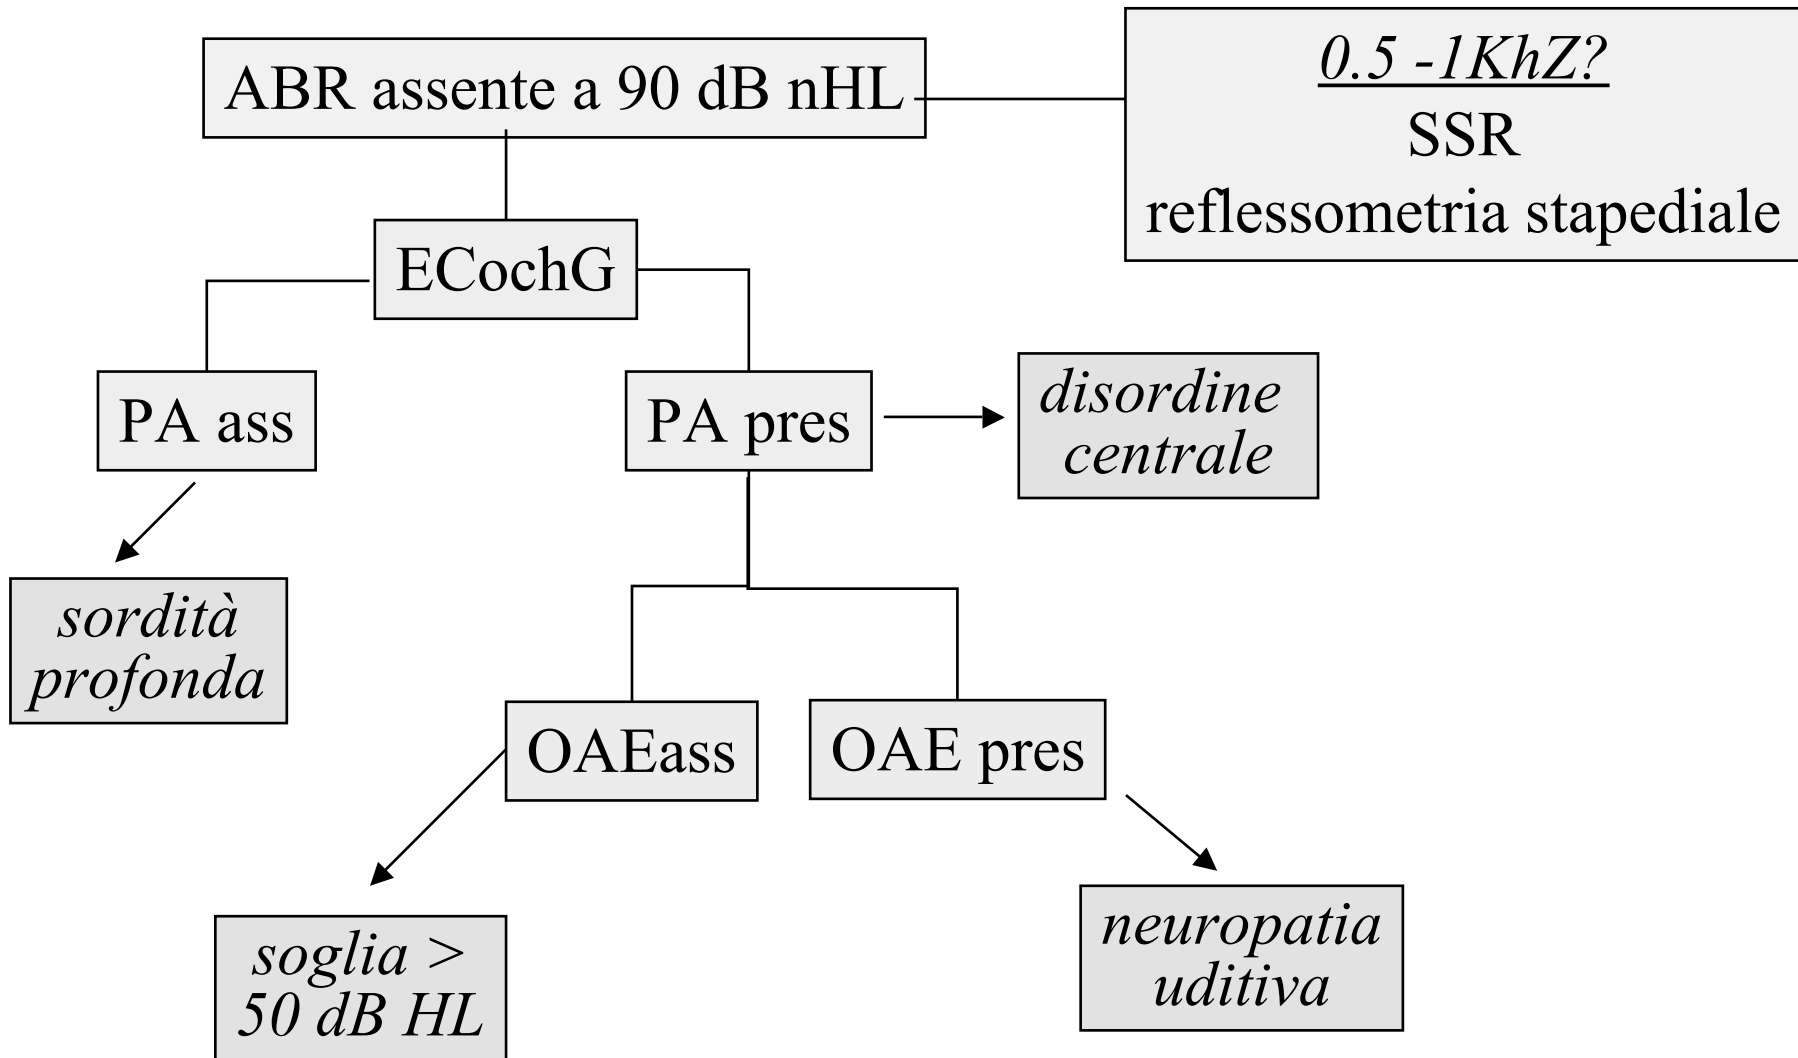 ABR assente a 90 dB nHL
0.5 -1KhZ?
SSR
reflessometria stapediale
ECochG
PA ass
PA pres
disordine
centrale
sordità
profonda
OAEass
OAE pres
soglia >
50 dB HL
neuropatia
uditiva